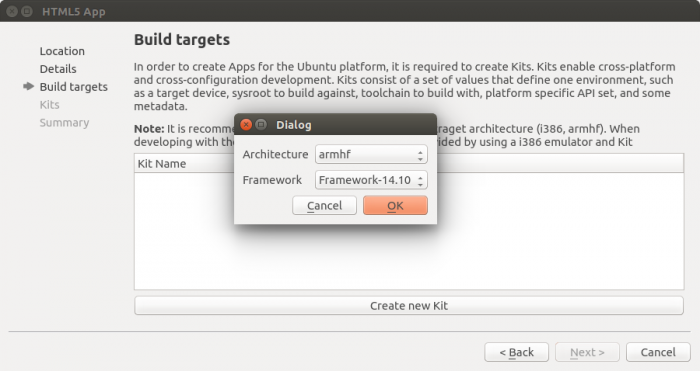 HTML5 App
Location
Details
Build targets
Kits
Summary
Build targets
In order to create Apps for the Ubuntu platform, it is required to create Kits. Kits enable cross-platform
and cross-configuration development. Kits consist of a set of values that define one environment, such
as a target device, sysroot to build against, toolchain to build with, platform specific API set, and some
metadata.
Note: It is recomme raget architecture (i386, armhf). When
developing with the vided by using a i386 emulator and Kit
Kit Name
Dialog
Architecture armhf
Framework Framework-14.10
Cancel OK
Create new Kit
< Back Next > Cancel